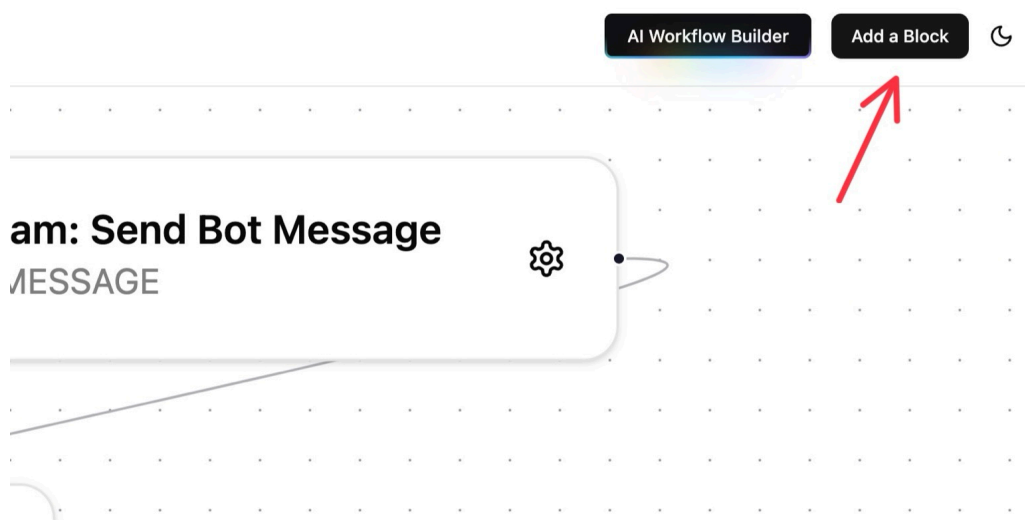 AI Workflow Builder
Add a Block
am: Send Bot Message
MESSAGE